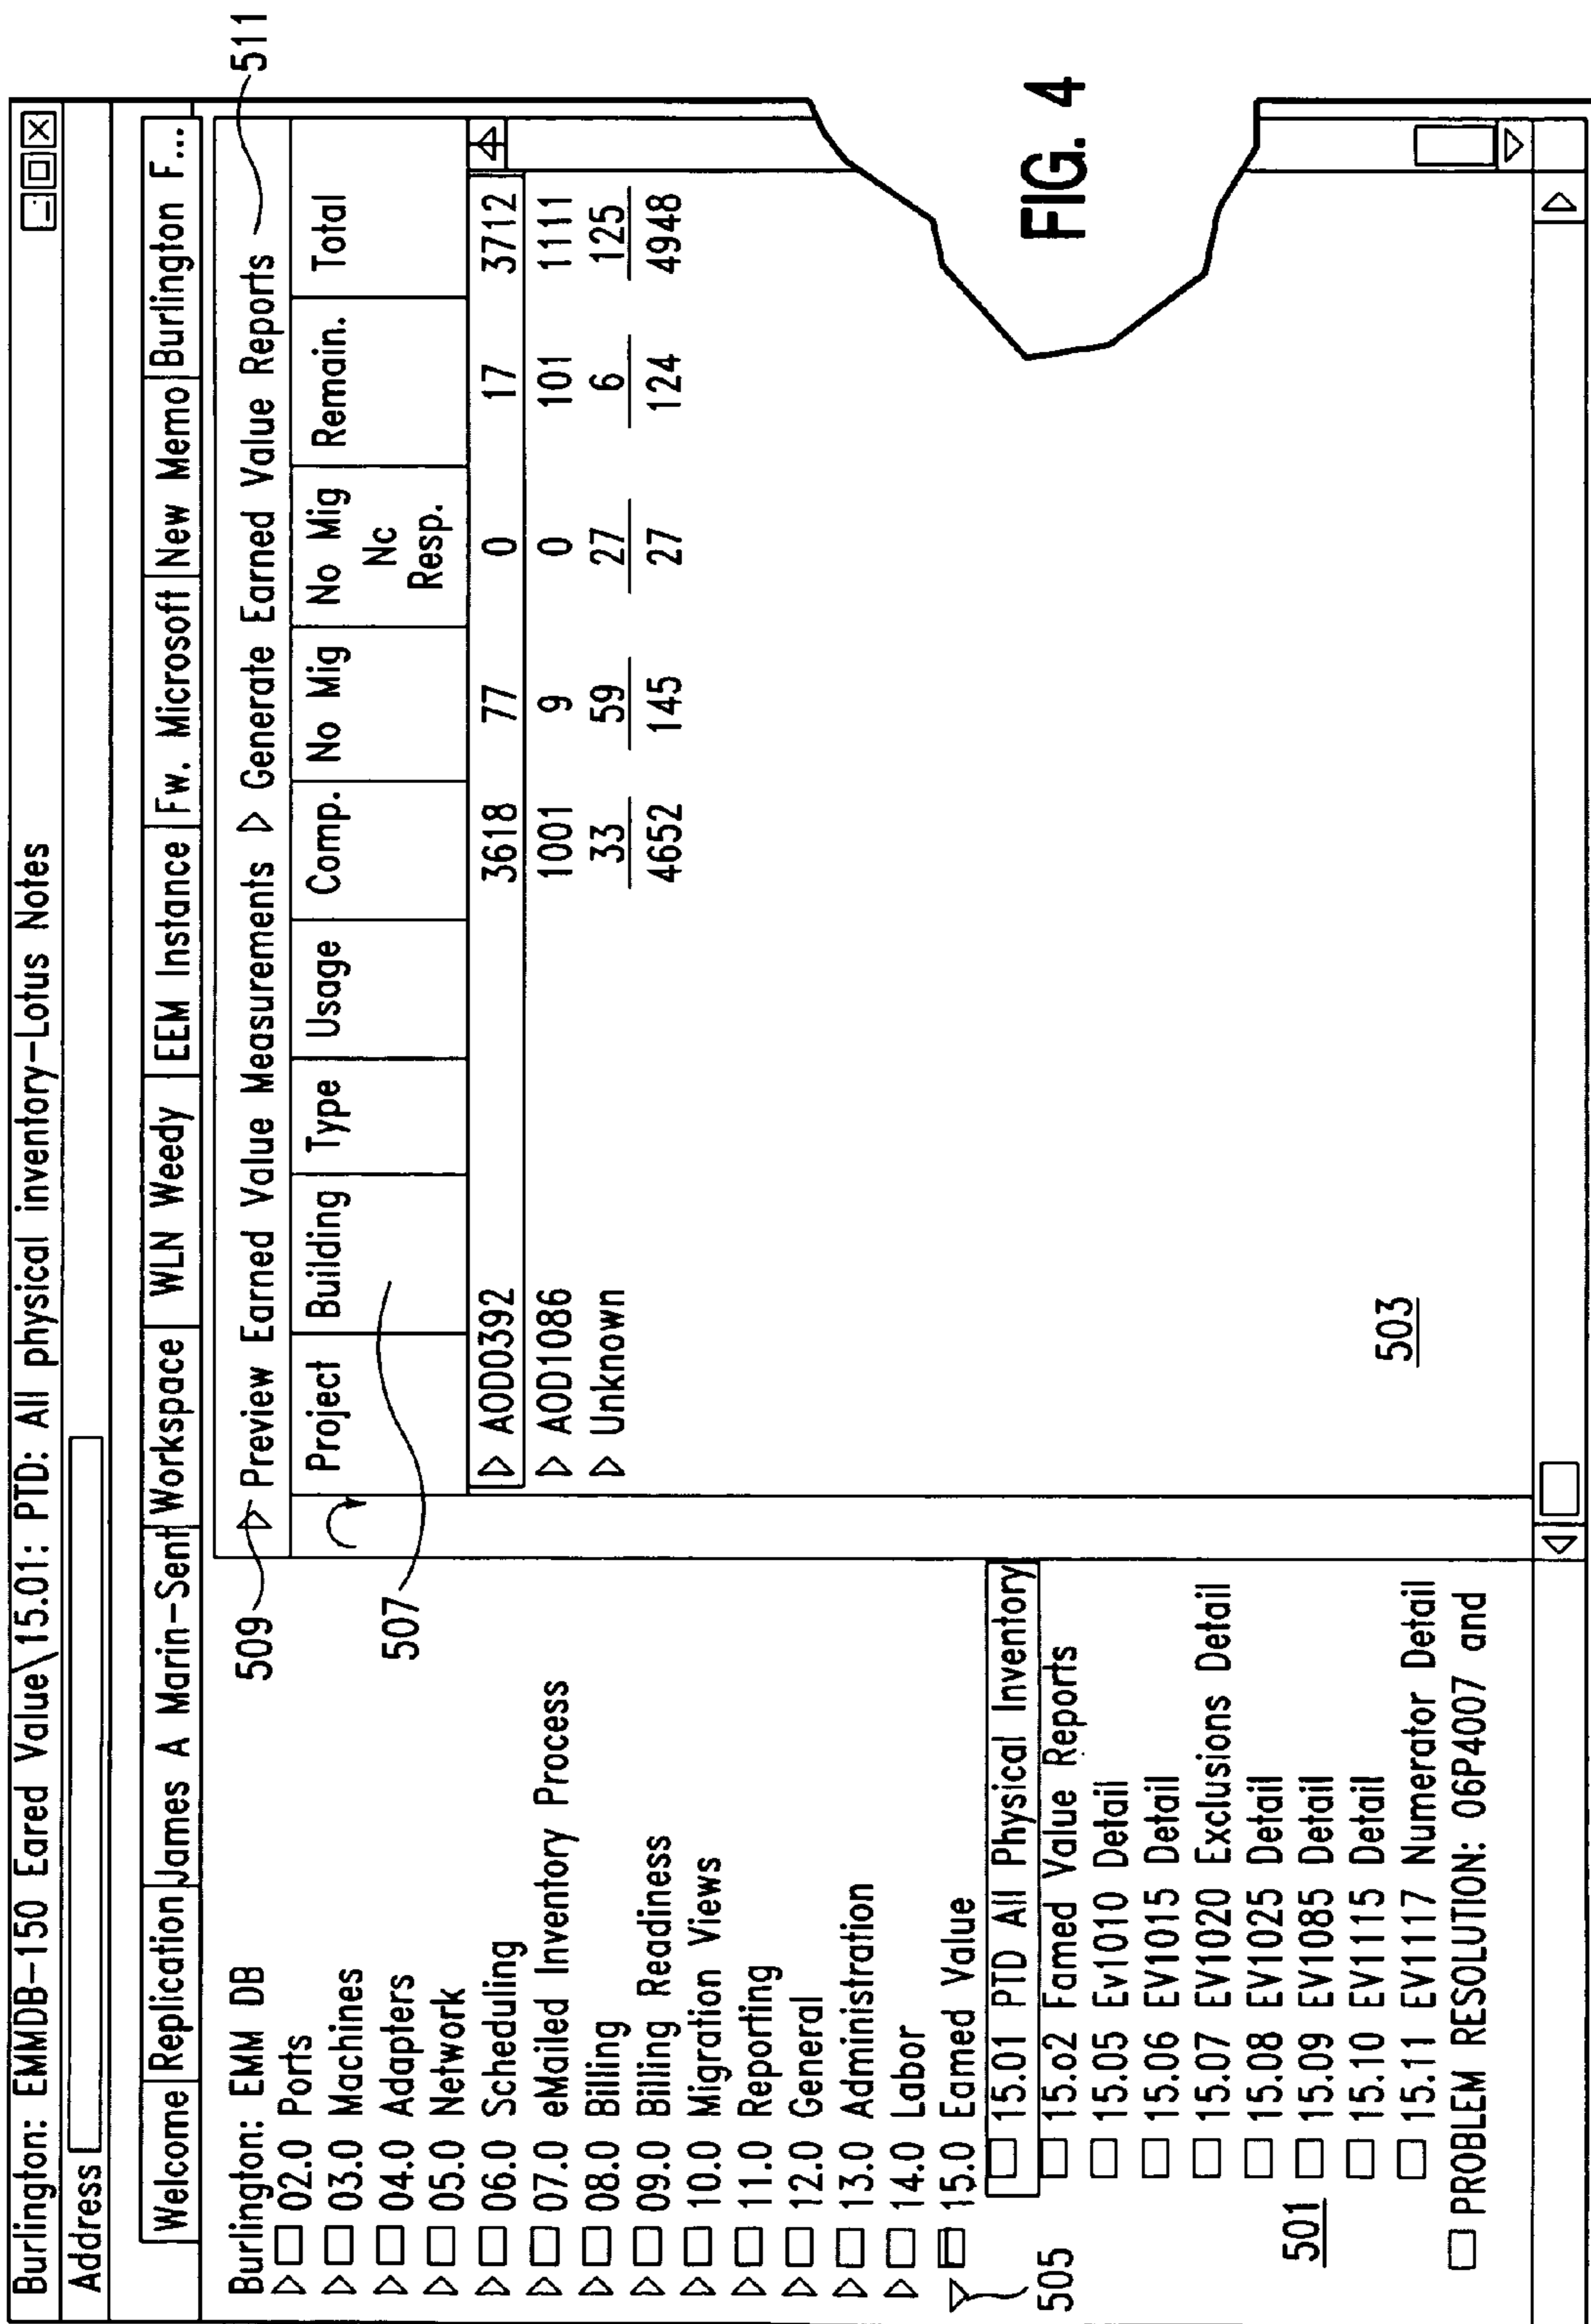 Burlington: EMMDB-150 Eared Value\15.01: PTD: All physical inventory-Lotus Notes
Address
Welcome Replication James A Marin-Sent Workspace WLN Weedy EEM Instance Fw. Microsoft New Memo Burlington F...
Burlington: EMM DB
02.0 Ports
03.0 Machines
04.0 Adapters
05.0 Network
06.0 Scheduling
07.0 eMailed Inventory Process
08.0 Billing
09.0 Billing Readiness
10.0 Migration Views
11.0 Reporting
12.0 General
13.0 Administration
14.0 Labor
15.0 Eamed Value
15.01 PTD All Physical Inventory
15.o2 Famed Value Reports
15.05 Ev1010 Detail
15.06 EV1015 Detail
15.07 EV1020 Exclusions Detail
15.08 EV1025 Detail
15.09 EV1085 Detail
15.10 EV1115 Detail
15.11 EV1117 Numerator Detail
PROBLEM RESOLUTION: 06P4007 and
505
501
509
507
Preview Earned Value Measurements Generate Earned Value Reports
511
Project Building Type Usage Comp. No Mig No Mig Nc Resp. Remain. Total
AOD0392 3618 77 0 17 3712
AOD1086 1001 9 0 101 1111
Unknown 33 59 27 6 125
4652 145 27 124 4948
503
FIG. 4